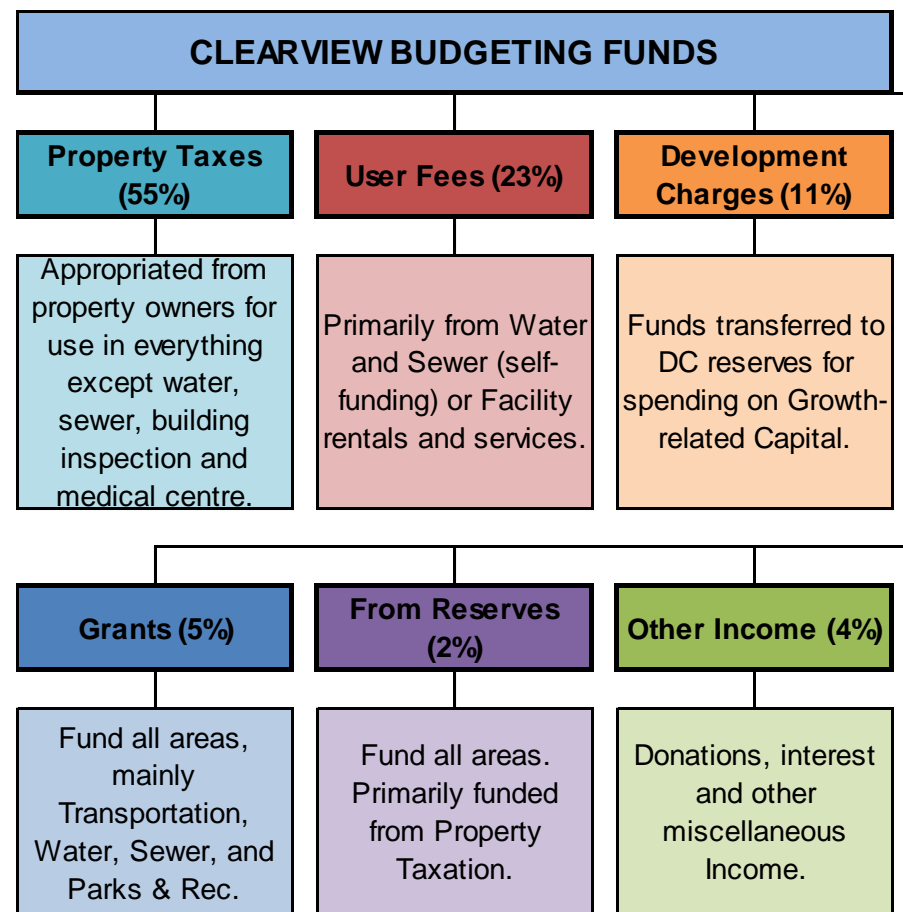 CLEARVIEW BUDGETING FUNDS
Property Taxes
(55%)
User Fees (23%)
Development
Charges (11%)
Appropriated from
property owners for
use in everything
except water,
sewer, building
inspection and
medical centre.
Primarily from Water
and Sewer (self-
funding) or Facility
rentals and services.
Funds transferred to
DC reserves for
spending on Growth-
related Capital.
Grants (5%)
From Reserves
(2%)
Other Income (4%)
Fund all areas,
mainly
Transportation,
Water, Sewer, and
Parks & Rec.
Fund all areas.
Primarily funded
from Property
Taxation.
Donations, interest
and other
miscellaneous
Income.